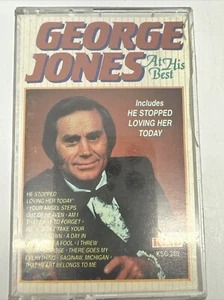 GEORGE
JONES
At His
Best
Includes
HE STOPPED
LOVING HER
TODAY
HE STOPPED
LOVING HER TODAY
YOUR ANGEL STEPS
OUT OF HEAVEN · AM I
THAT EASY TO FORGET ·
TAKE YOUR
· A DAY IN
A FOOL · I THREW
· THERE GOES MY
EVERYTHING · SAGINAW, MICHIGAN ·
THAT HEART BELONGS TO ME